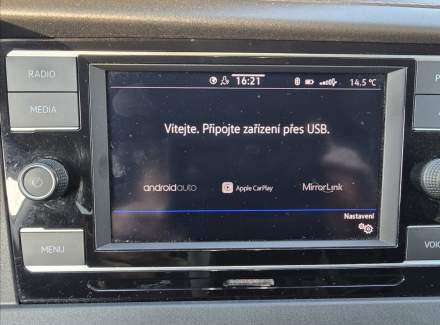 RADIO
16:21
14.5 °C
MEDIA
Vítejte. Připojte zařízení přes USB.
androidauto
Apple CarPlay
MirrorLink
Nastavení
MENU
VOIC